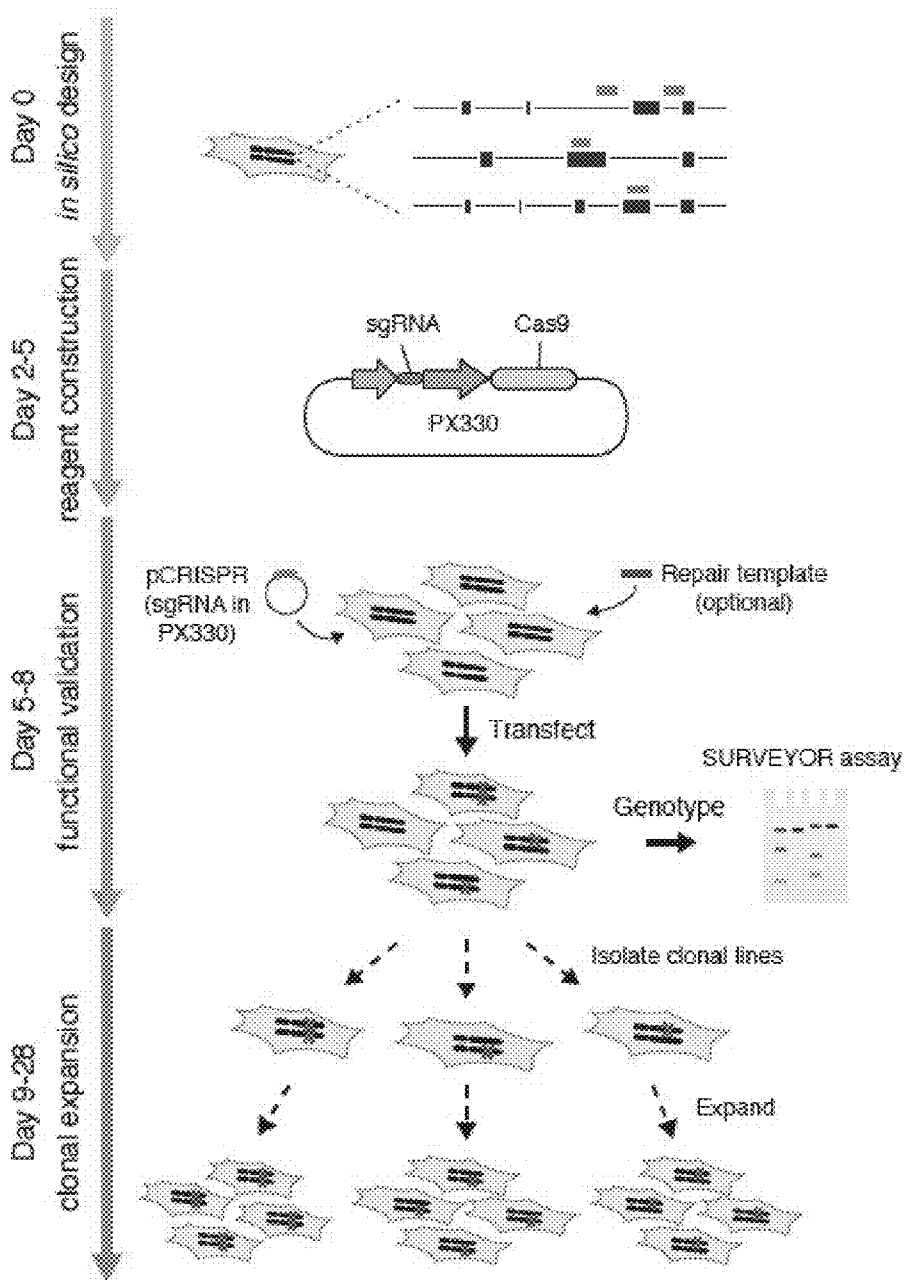 Day 0
in silico design
sgRNA
Cas9
PX330
Day 2-5
reagent construction
pCRISPR
(sgRNA in
PX330)
Repair template
(optional)
Transfect
SURVEYOR assay
Genotype
Day 5-8
functional validation
Isolate clonal lines
Expand
Day 9-28
clonal expansion